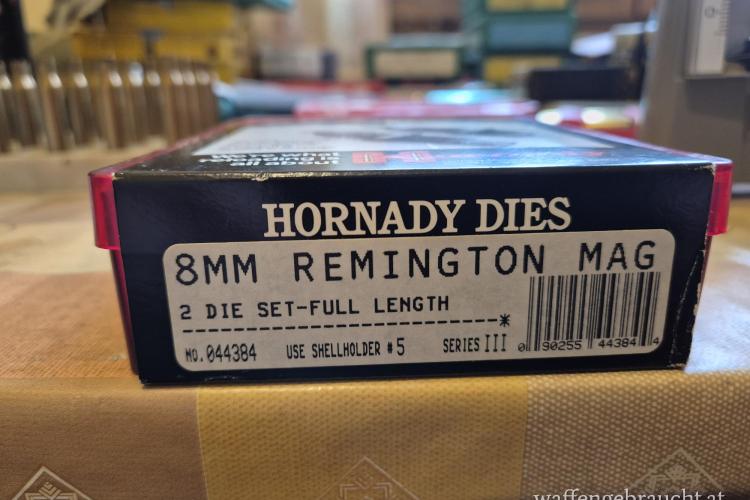 HORNADY DIES
8MM REMINGTON MAG
2 DIE SET-FULL LENGTH
--------------------------------*
NO. 044384 USE SHELLHOLDER #5 SERIES III
0 90255 44384 4
waffengebraucht.at